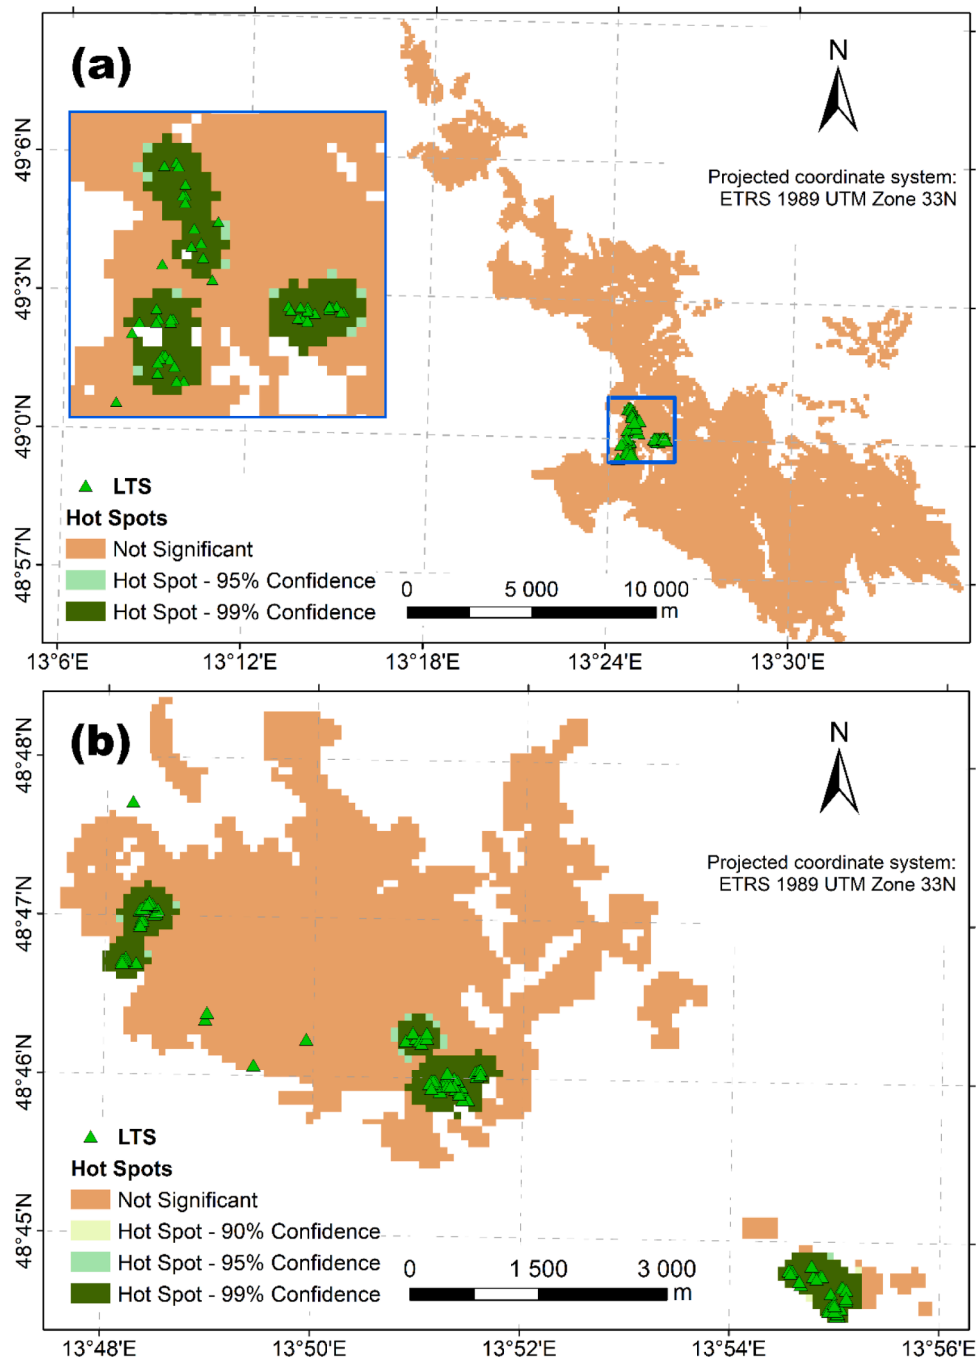 (a)
N
Projected coordinate system:
ETRS 1989 UTM Zone 33N
49°6'N
49°3'N
49°0'N
48°57'N
LTS
Hot Spots
Not Significant
Hot Spot - 95% Confidence
Hot Spot - 99% Confidence
0 5 000 10 000
m
13°6'E 13°12'E 13°18'E 13°24'E 13°30'E
(b)
N
Projected coordinate system:
ETRS 1989 UTM Zone 33N
48°48'N
48°47'N
48°46'N
48°45'N
LTS
Hot Spots
Not Significant
Hot Spot - 90% Confidence
Hot Spot - 95% Confidence
Hot Spot - 99% Confidence
0 1 500 3 000
m
13°48'E 13°50'E 13°52'E 13°54'E 13°56'E